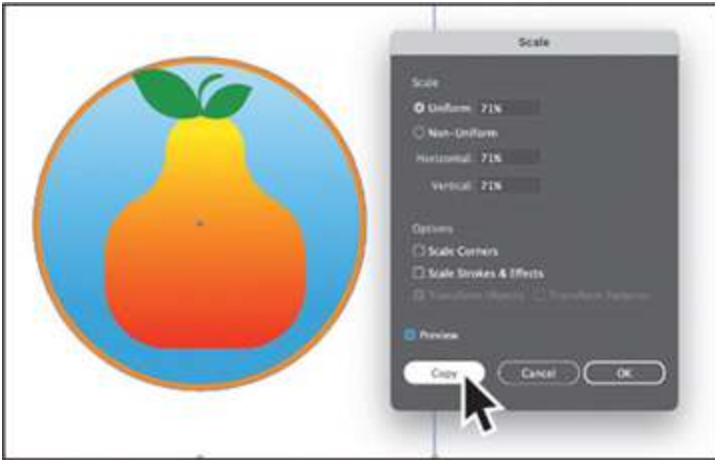 Scale
Scale
Uniform: 71%
Non-Uniform
Horizontal: 71%
Vertical: 71%
Options
Scale Corners
Scale Strokes & Effects
Transform Objects Transform Patterns
Preview
Copy Cancel OK